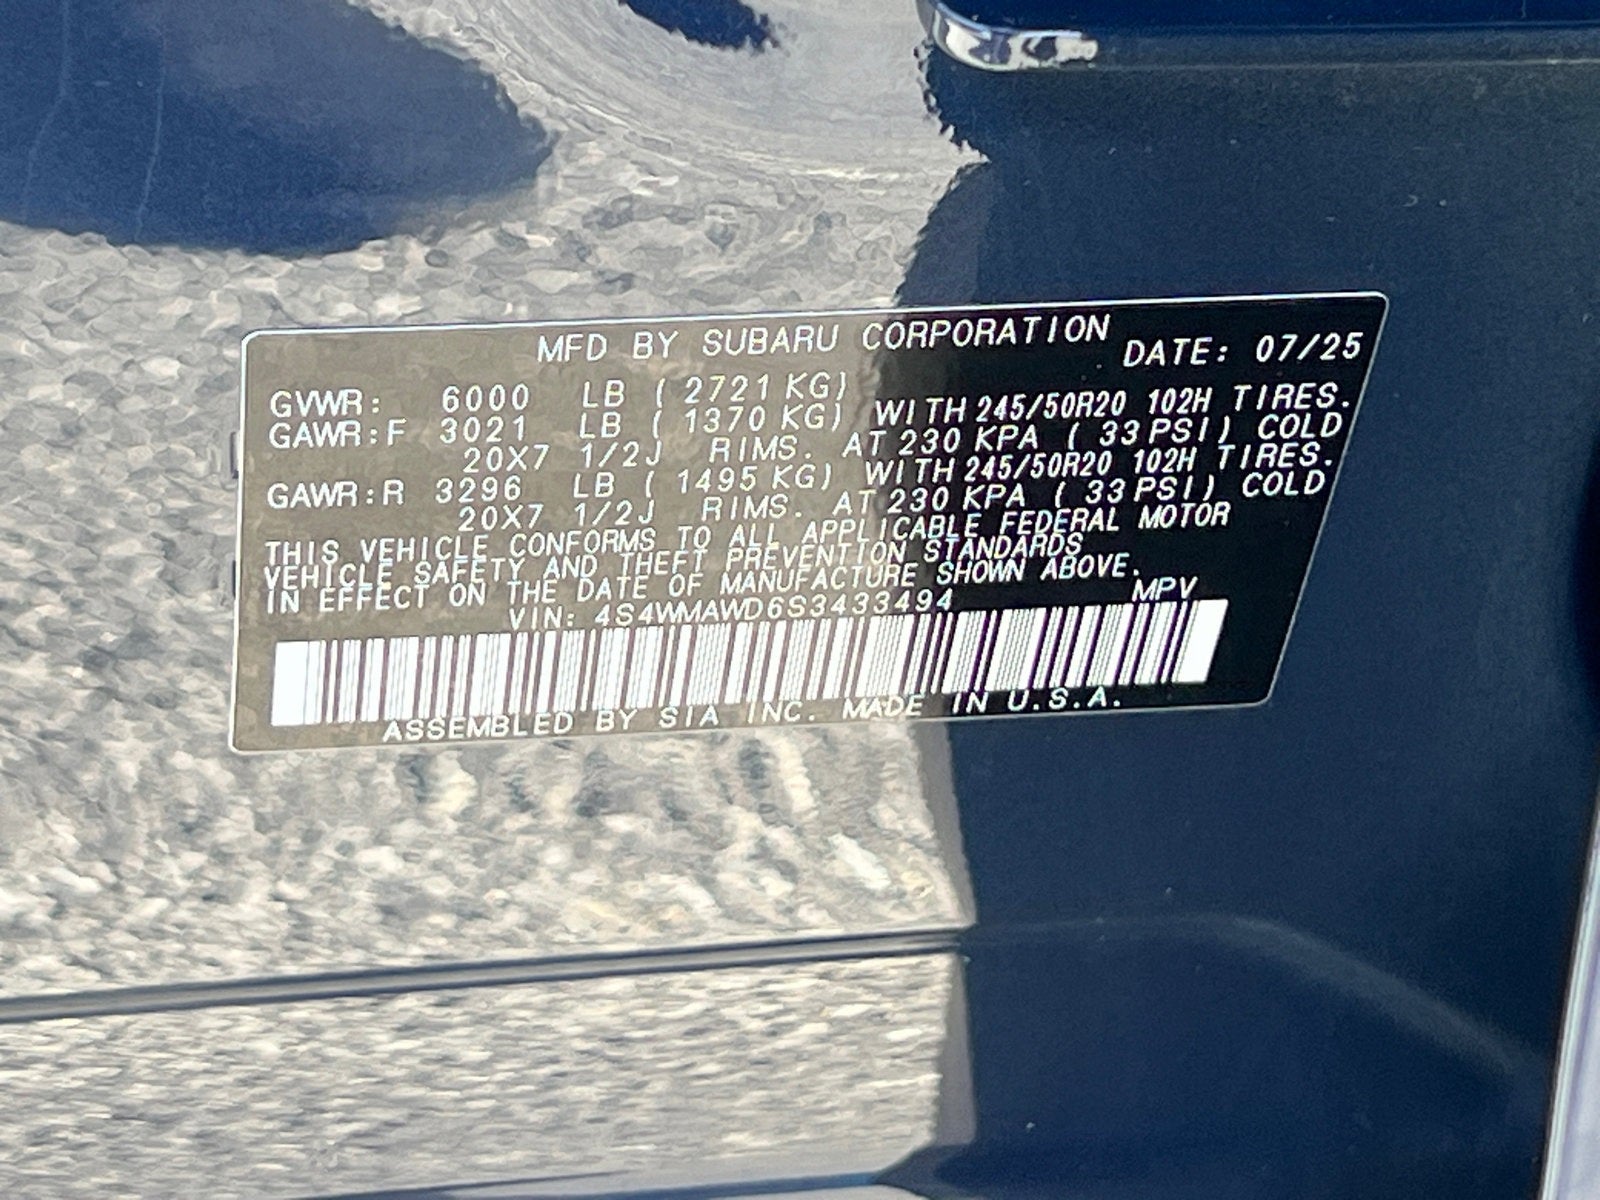 MFD BY SUBARU CORPORATION DATE: 07/25
GVWR: 6000 LB ( 2721 KG)
GAWR:F 3021 LB ( 1370 KG) WITH 245/50R20 102H TIRES.
20X7 1/2J RIMS. AT 230 KPA ( 33 PSI) COLD
GAWR:R 3296 LB ( 1495 KG) WITH 245/50R20 102H TIRES.
20X7 1/2J RIMS. AT 230 KPA ( 33 PSI) COLD
THIS VEHICLE CONFORMS TO ALL APPLICABLE FEDERAL MOTOR
VEHICLE SAFETY AND THEFT PREVENTION STANDARDS
IN EFFECT ON THE DATE OF MANUFACTURE SHOWN ABOVE.
VIN: 4S4WMAWD6S3433494 MPV
ASSEMBLED BY SIA INC. MADE IN U.S.A.